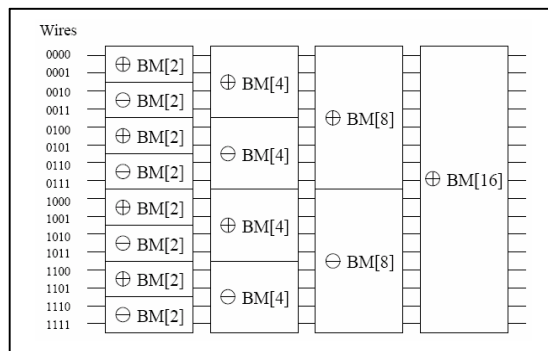 Wires
0000
0001
0010
0011
0100
0101
0110
0111
1000
1001
1010
1011
1100
1101
1110
1111
⊕ BM[2]
⊖ BM[2]
⊕ BM[2]
⊖ BM[2]
⊕ BM[2]
⊖ BM[2]
⊕ BM[2]
⊖ BM[2]
⊕ BM[4]
⊖ BM[4]
⊕ BM[4]
⊖ BM[4]
⊕ BM[8]
⊖ BM[8]
⊕ BM[16]